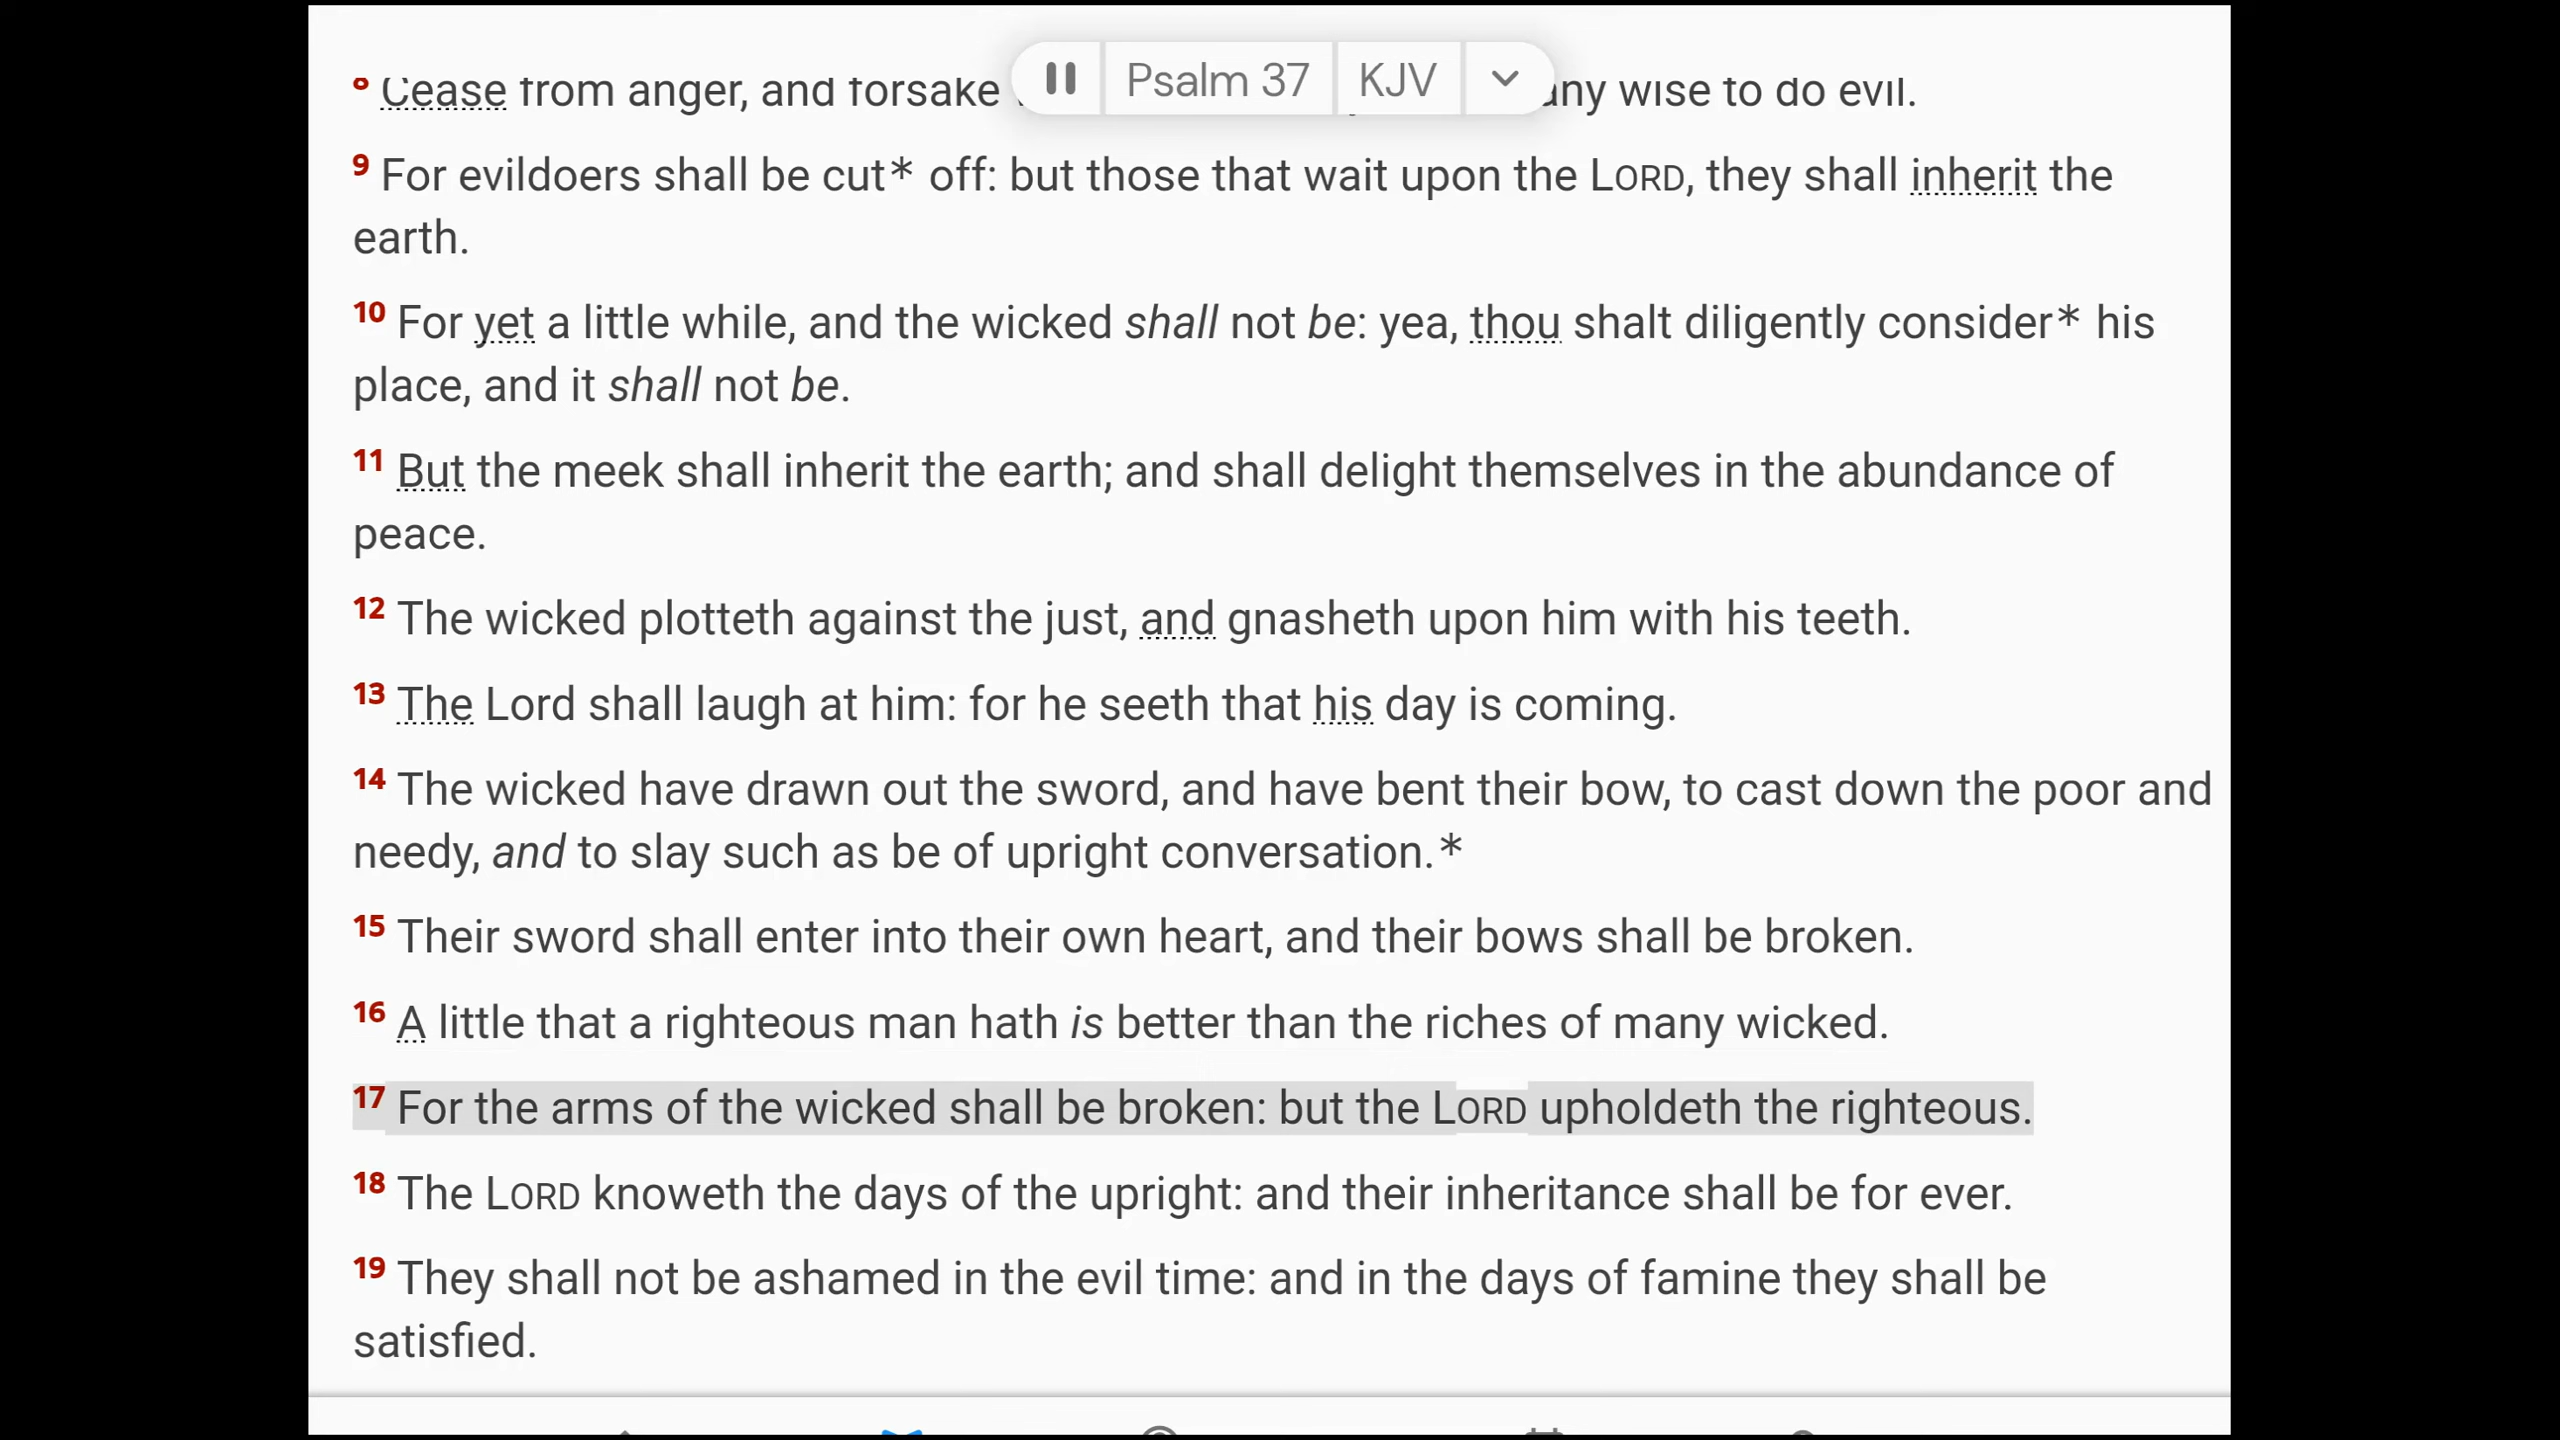 Psalm 37 KJV
8 Cease from anger, and forsake any wise to do evil.
9 For evildoers shall be cut* off: but those that wait upon the LORD, they shall inherit the
earth.
10 For yet a little while, and the wicked shall not be: yea, thou shalt diligently consider* his
place, and it shall not be.
11 But the meek shall inherit the earth; and shall delight themselves in the abundance of
peace.
12 The wicked plotteth against the just, and gnasheth upon him with his teeth.
13 The Lord shall laugh at him: for he seeth that his day is coming.
14 The wicked have drawn out the sword, and have bent their bow, to cast down the poor and
needy, and to slay such as be of upright conversation.*
15 Their sword shall enter into their own heart, and their bows shall be broken.
16 A little that a righteous man hath is better than the riches of many wicked.
17 For the arms of the wicked shall be broken: but the LORD upholdeth the righteous.
18 The LORD knoweth the days of the upright: and their inheritance shall be for ever.
19 They shall not be ashamed in the evil time: and in the days of famine they shall be
satisfied.